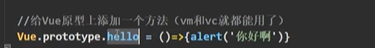 //给Vue原型上添加一个方法（vm和vc就都能用了）
Vue.prototype.hello = ()=>{alert('你好啊')}